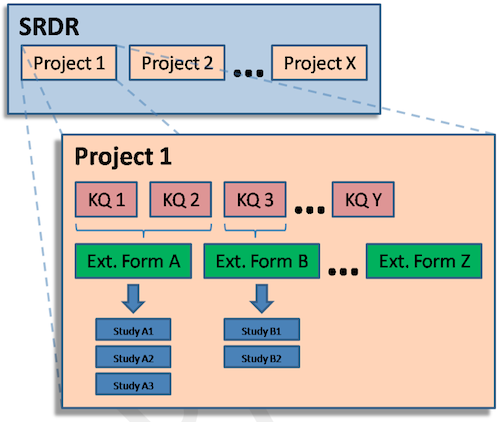 SRDR
Project 1 Project 2 ... Project X
Project 1
KQ 1 KQ 2 KQ 3 ... KQ Y
Ext. Form A Ext. Form B ... Ext. Form Z
Study A1 Study B1
Study A2 Study B2
Study A3